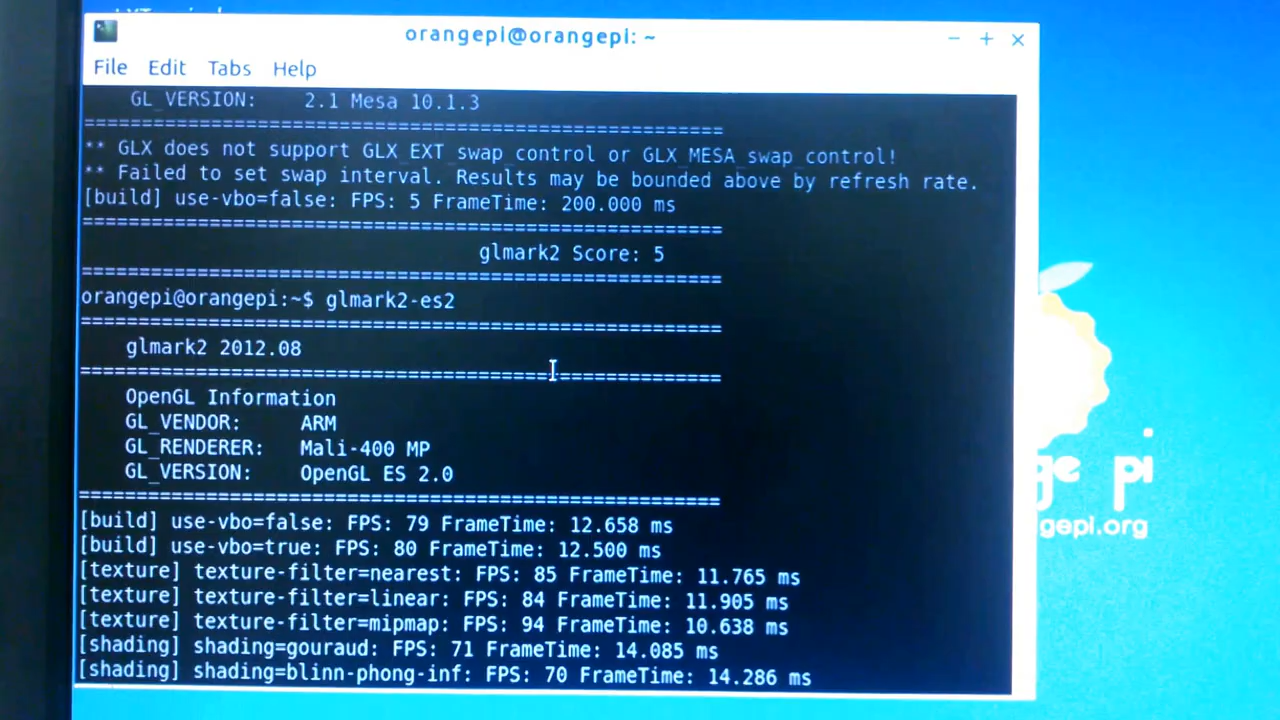 orangepi@orangepi: ~
File Edit Tabs Help
GL_VERSION: 2.1 Mesa 10.1.3
=======================================================
** GLX does not support GLX_EXT_swap_control or GLX_MESA_swap_control!
** Failed to set swap interval. Results may be bounded above by refresh rate.
[build] use-vbo=false: FPS: 5 FrameTime: 200.000 ms
=======================================================
glmark2 Score: 5
=======================================================
orangepi@orangepi:~$ glmark2-es2
=======================================================
glmark2 2012.08
=======================================================
OpenGL Information
GL_VENDOR: ARM
GL_RENDERER: Mali-400 MP
GL_VERSION: OpenGL ES 2.0
=======================================================
[build] use-vbo=false: FPS: 79 FrameTime: 12.658 ms
[build] use-vbo=true: FPS: 80 FrameTime: 12.500 ms
[texture] texture-filter=nearest: FPS: 85 FrameTime: 11.765 ms
[texture] texture-filter=linear: FPS: 84 FrameTime: 11.905 ms
[texture] texture-filter=mipmap: FPS: 94 FrameTime: 10.638 ms
[shading] shading=gouraud: FPS: 71 FrameTime: 14.085 ms
[shading] shading=blinn-phong-inf: FPS: 70 FrameTime: 14.286 ms
ge pi
gepi.org